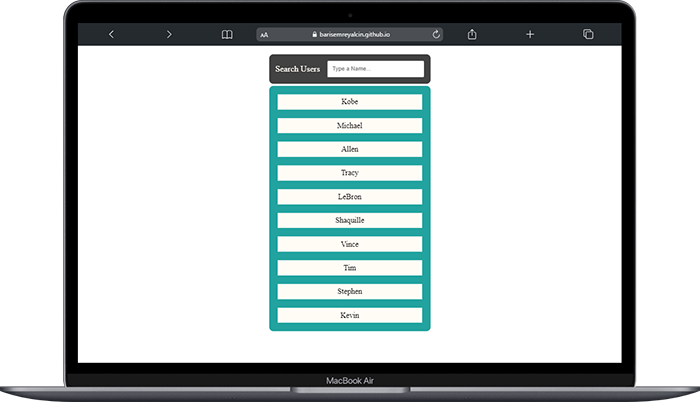 AA barisemreyalcin.github.io
Search Users Type a Name...
Kobe
Michael
Allen
Tracy
LeBron
Shaquille
Vince
Tim
Stephen
Kevin
MacBook Air